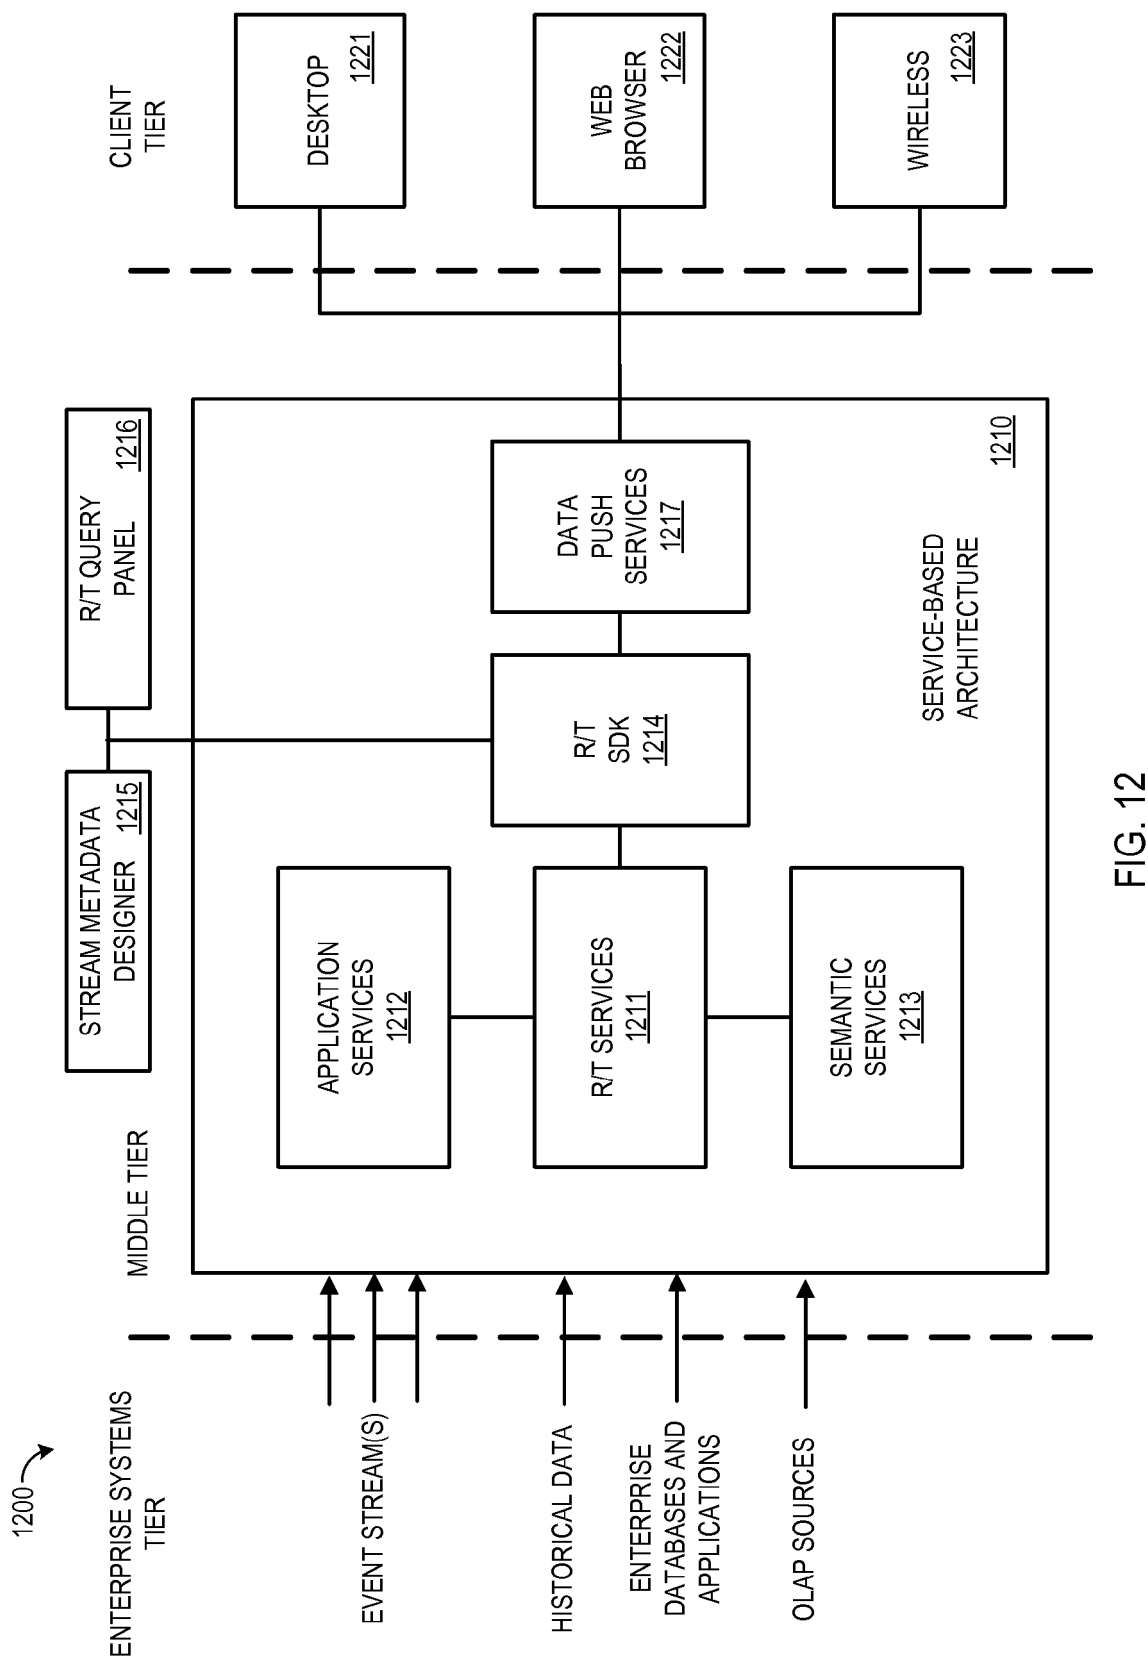 1200
ENTERPRISE SYSTEMS
TIER
MIDDLE TIER
CLIENT
TIER
STREAM METADATA
DESIGNER 1215
R/T QUERY
PANEL 1216
EVENT STREAM(S)
HISTORICAL DATA
ENTERPRISE
DATABASES AND
APPLICATIONS
OLAP SOURCES
APPLICATION
SERVICES
1212
R/T SERVICES
1211
SEMANTIC
SERVICES
1213
R/T
SDK
1214
DATA
PUSH
SERVICES
1217
SERVICE-BASED
ARCHITECTURE
1210
DESKTOP
1221
WEB
BROWSER
1222
WIRELESS
1223
FIG. 12